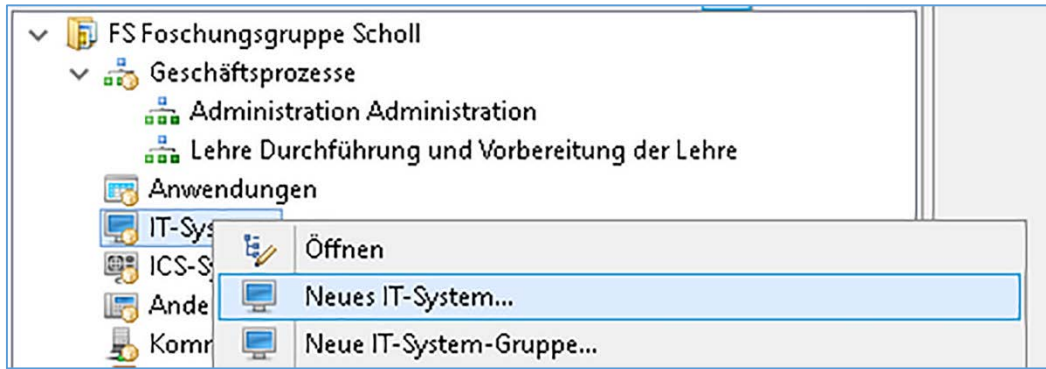 FS Foschungsgruppe Scholl
Geschäftsprozesse
Administration Administration
Lehre Durchführung und Vorbereitung der Lehre
Anwendungen
IT-Sys
Öffnen
ICS-S
Neues IT-System...
Ande
Neue IT-System-Gruppe...